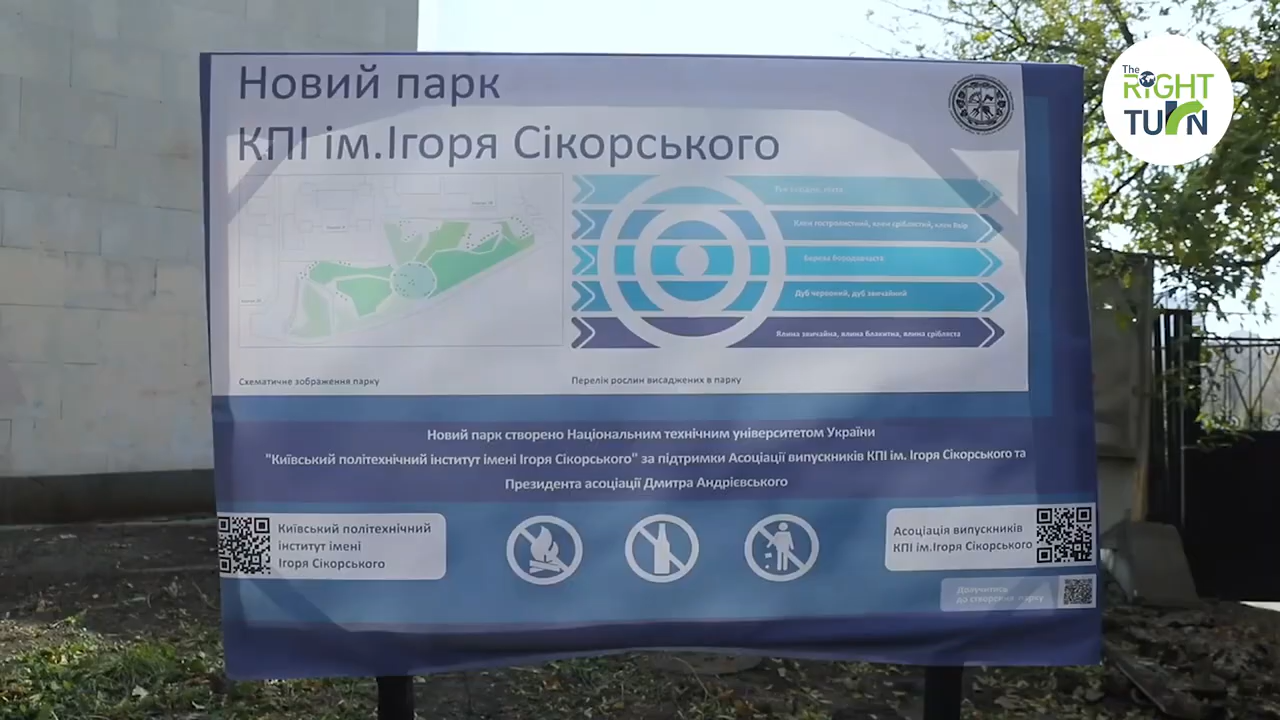 The
RIGHT
TURN
Новий парк
КПІ ім.Ігоря Сікорського
Клен гостролистий, клен сріблястий, клен Явір
Береза бородавчаста
Дуб червоний, дуб звичайний
Ялина звичайна, ялина блакитна, ялина срібляста
Схематичне зображення парку
Перелік рослин висаджених в парку
Новий парк створено Національним технічним університетом України
"Київський політехнічний інститут імені Ігоря Сікорського" за підтримки Асоціації випускників КПІ ім. Ігоря Сікорського та
Президента асоціації Дмитра Андрієвського
Київський політехнічний
інститут імені
Ігоря Сікорського
Асоціація випускників
КПІ ім.Ігоря Сікорського
Долучитись
до створення парку